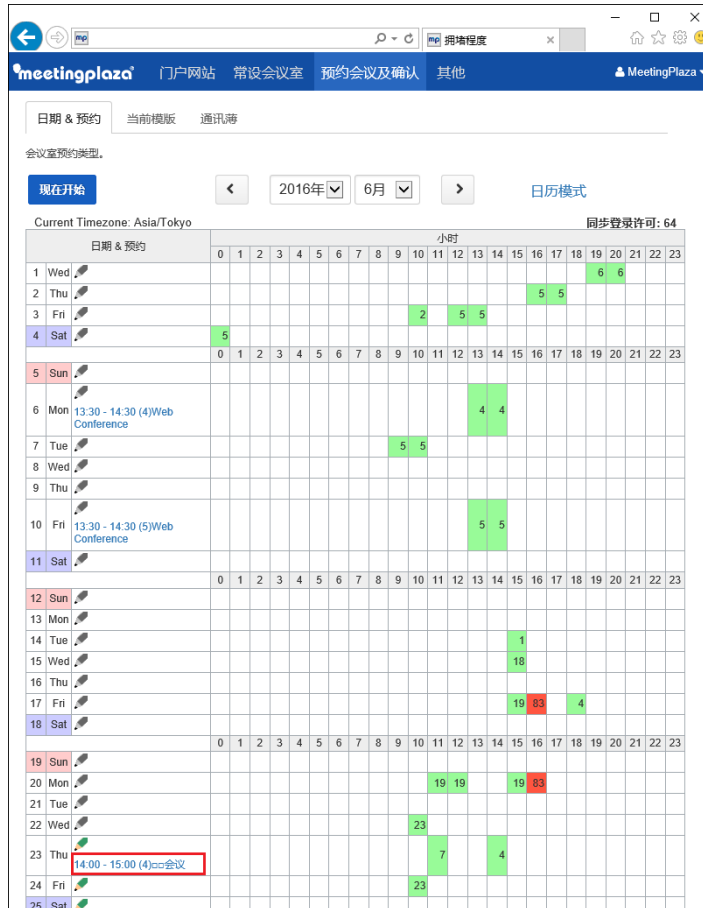 mp 拥堵程度
meetingplaza 门户网站 常设会议室 预约会议及确认 其他 MeetingPlaza
日期 & 预约 当前模版 通讯薄
会议室预约类型。
现在开始 2016年 6月 日历模式
Current Timezone: Asia/Tokyo 同步登录许可: 64
日期 & 预约 小时
0 1 2 3 4 5 6 7 8 9 10 11 12 13 14 15 16 17 18 19 20 21 22 23
1 Wed 6 6
2 Thu 5 5
3 Fri 2 5 5
4 Sat 5
0 1 2 3 4 5 6 7 8 9 10 11 12 13 14 15 16 17 18 19 20 21 22 23
5 Sun
6 Mon 13:30 - 14:30 (4)Web 4 4
Conference
7 Tue 5 5
8 Wed
9 Thu
10 Fri 13:30 - 14:30 (5)Web 5 5
Conference
11 Sat
0 1 2 3 4 5 6 7 8 9 10 11 12 13 14 15 16 17 18 19 20 21 22 23
12 Sun
13 Mon
14 Tue 1
15 Wed 18
16 Thu
17 Fri 19 83 4
18 Sat
0 1 2 3 4 5 6 7 8 9 10 11 12 13 14 15 16 17 18 19 20 21 22 23
19 Sun
20 Mon 19 19 19 83
21 Tue
22 Wed 23
23 Thu 7 4
14:00 - 15:00 (4)□□会议
24 Fri 23
25 Sat